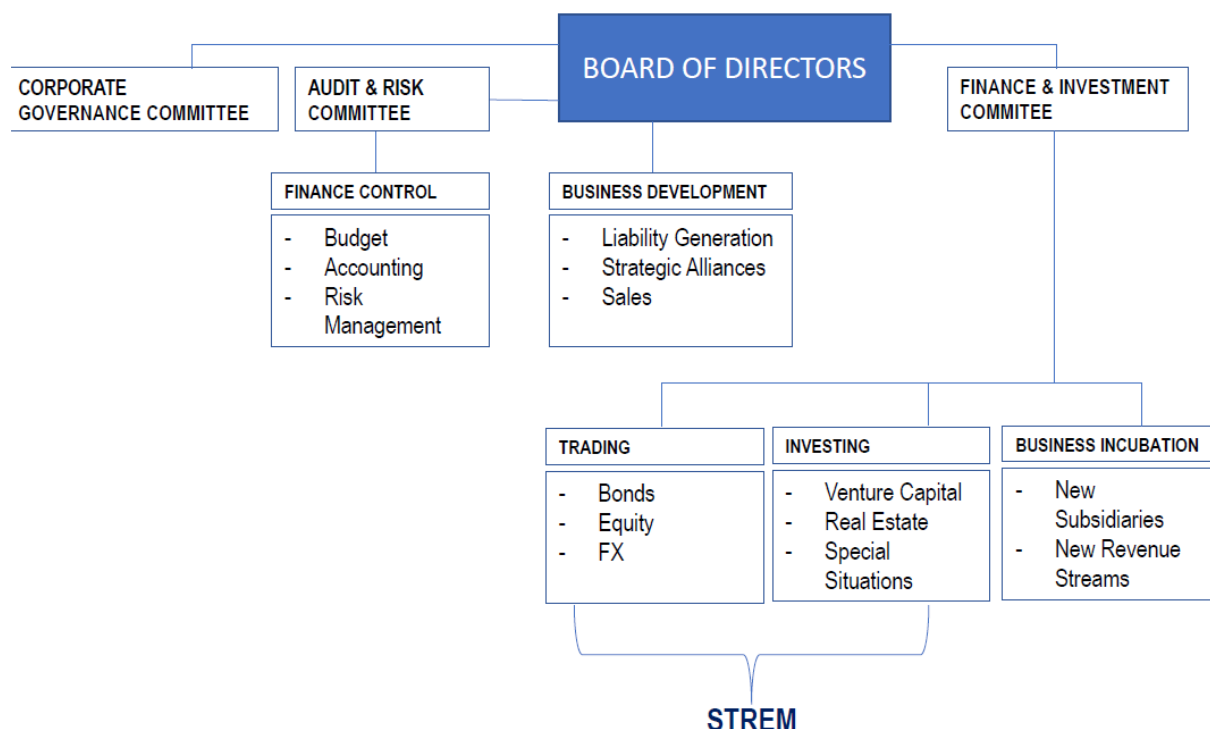 BOARD OF DIRECTORS
CORPORATE
GOVERNANCE COMMITTEE
AUDIT & RISK
COMMITTEE
FINANCE & INVESTMENT
COMMITEE
FINANCE CONTROL
- Budget
- Accounting
- Risk
Management
BUSINESS DEVELOPMENT
- Liability Generation
- Strategic Alliances
- Sales
TRADING
- Bonds
- Equity
- FX
INVESTING
- Venture Capital
- Real Estate
- Special
Situations
BUSINESS INCUBATION
- New
Subsidiaries
- New Revenue
Streams
STREM